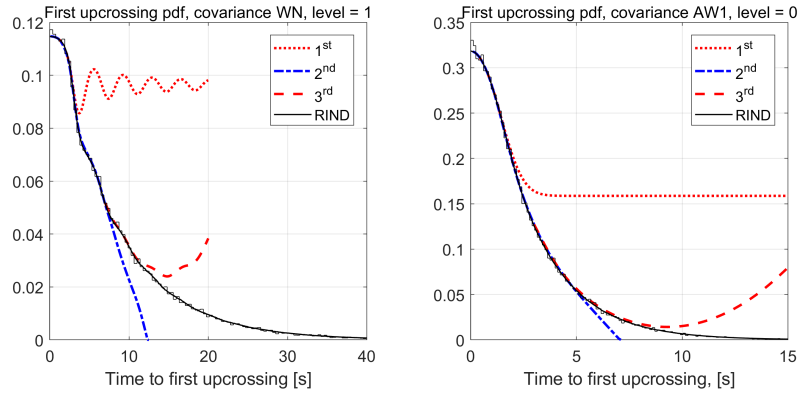 First upcrossing pdf, covariance WN, level = 1
0.12
0.1
0.08
0.06
0.04
0.02
0
0 10 20 30 40
Time to first upcrossing [s]
1st
2nd
3rd
RIND
First upcrossing pdf, covariance AW1, level = 0
0.35
0.3
0.25
0.2
0.15
0.1
0.05
0
0 5 10 15
Time to first upcrossing, [s]
1st
2nd
3rd
RIND